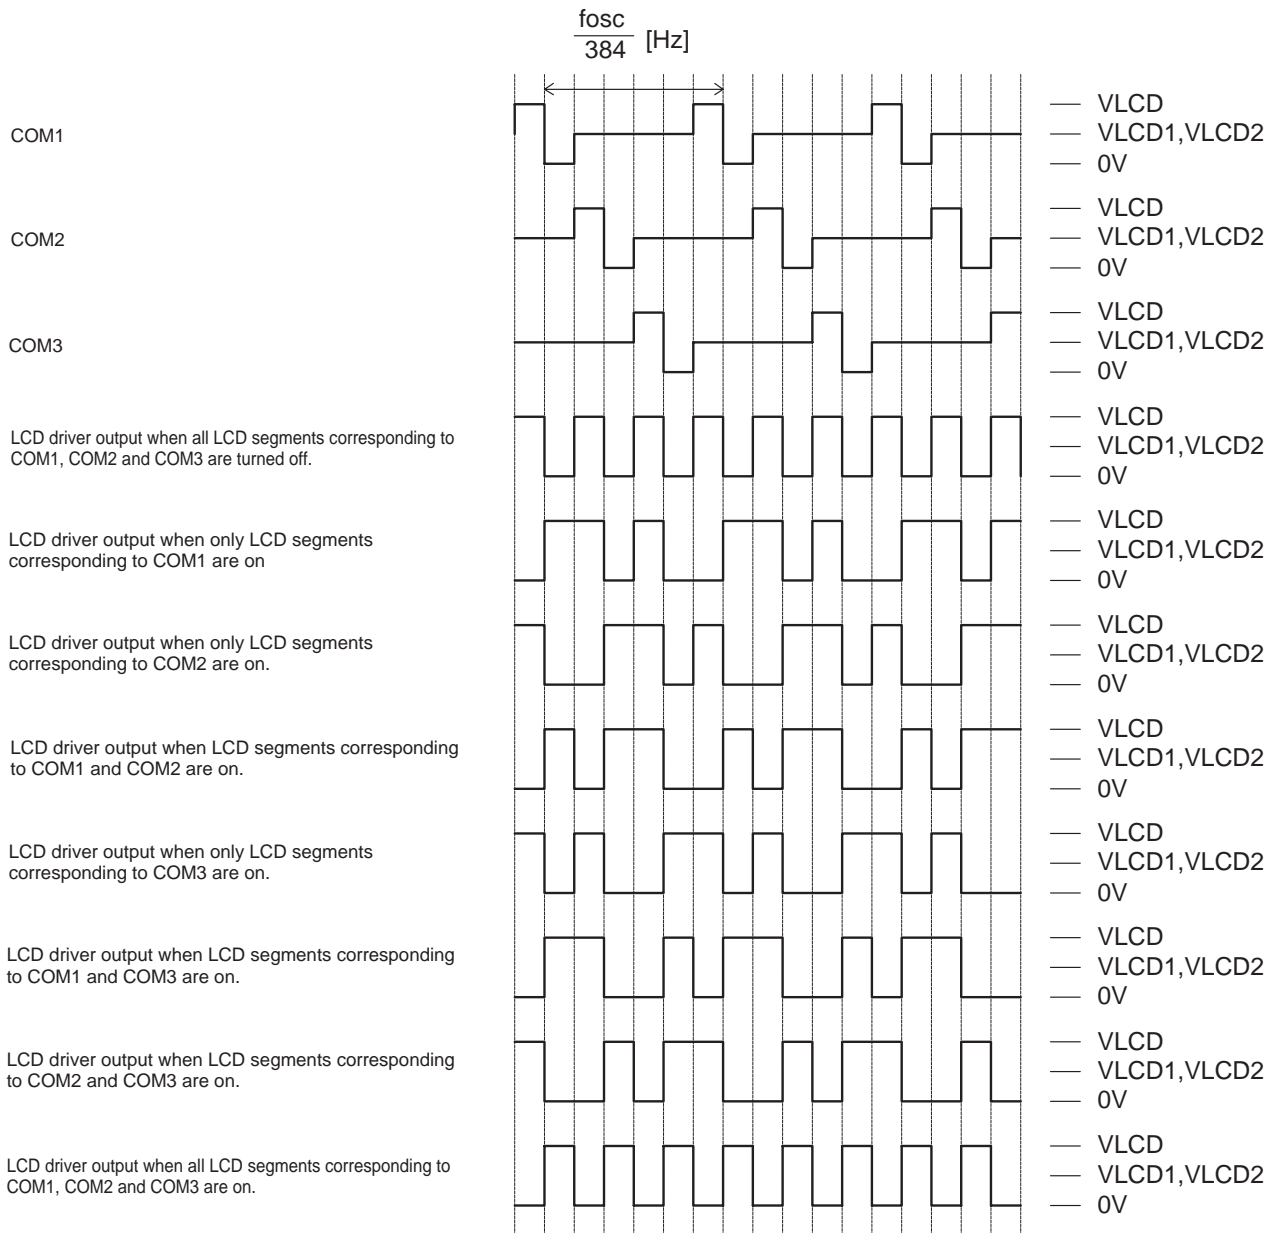 fosc
384 [Hz]
COM1
VLCD
VLCD1,VLCD2
0V
COM2
VLCD
VLCD1,VLCD2
0V
COM3
VLCD
VLCD1,VLCD2
0V
LCD driver output when all LCD segments corresponding to
COM1, COM2 and COM3 are turned off.
VLCD
VLCD1,VLCD2
0V
LCD driver output when only LCD segments
corresponding to COM1 are on
VLCD
VLCD1,VLCD2
0V
LCD driver output when only LCD segments
corresponding to COM2 are on.
VLCD
VLCD1,VLCD2
0V
LCD driver output when LCD segments corresponding
to COM1 and COM2 are on.
VLCD
VLCD1,VLCD2
0V
LCD driver output when only LCD segments
corresponding to COM3 are on.
VLCD
VLCD1,VLCD2
0V
LCD driver output when LCD segments corresponding
to COM1 and COM3 are on.
VLCD
VLCD1,VLCD2
0V
LCD driver output when LCD segments corresponding
to COM2 and COM3 are on.
VLCD
VLCD1,VLCD2
0V
LCD driver output when all LCD segments corresponding to
COM1, COM2 and COM3 are on.
VLCD
VLCD1,VLCD2
0V